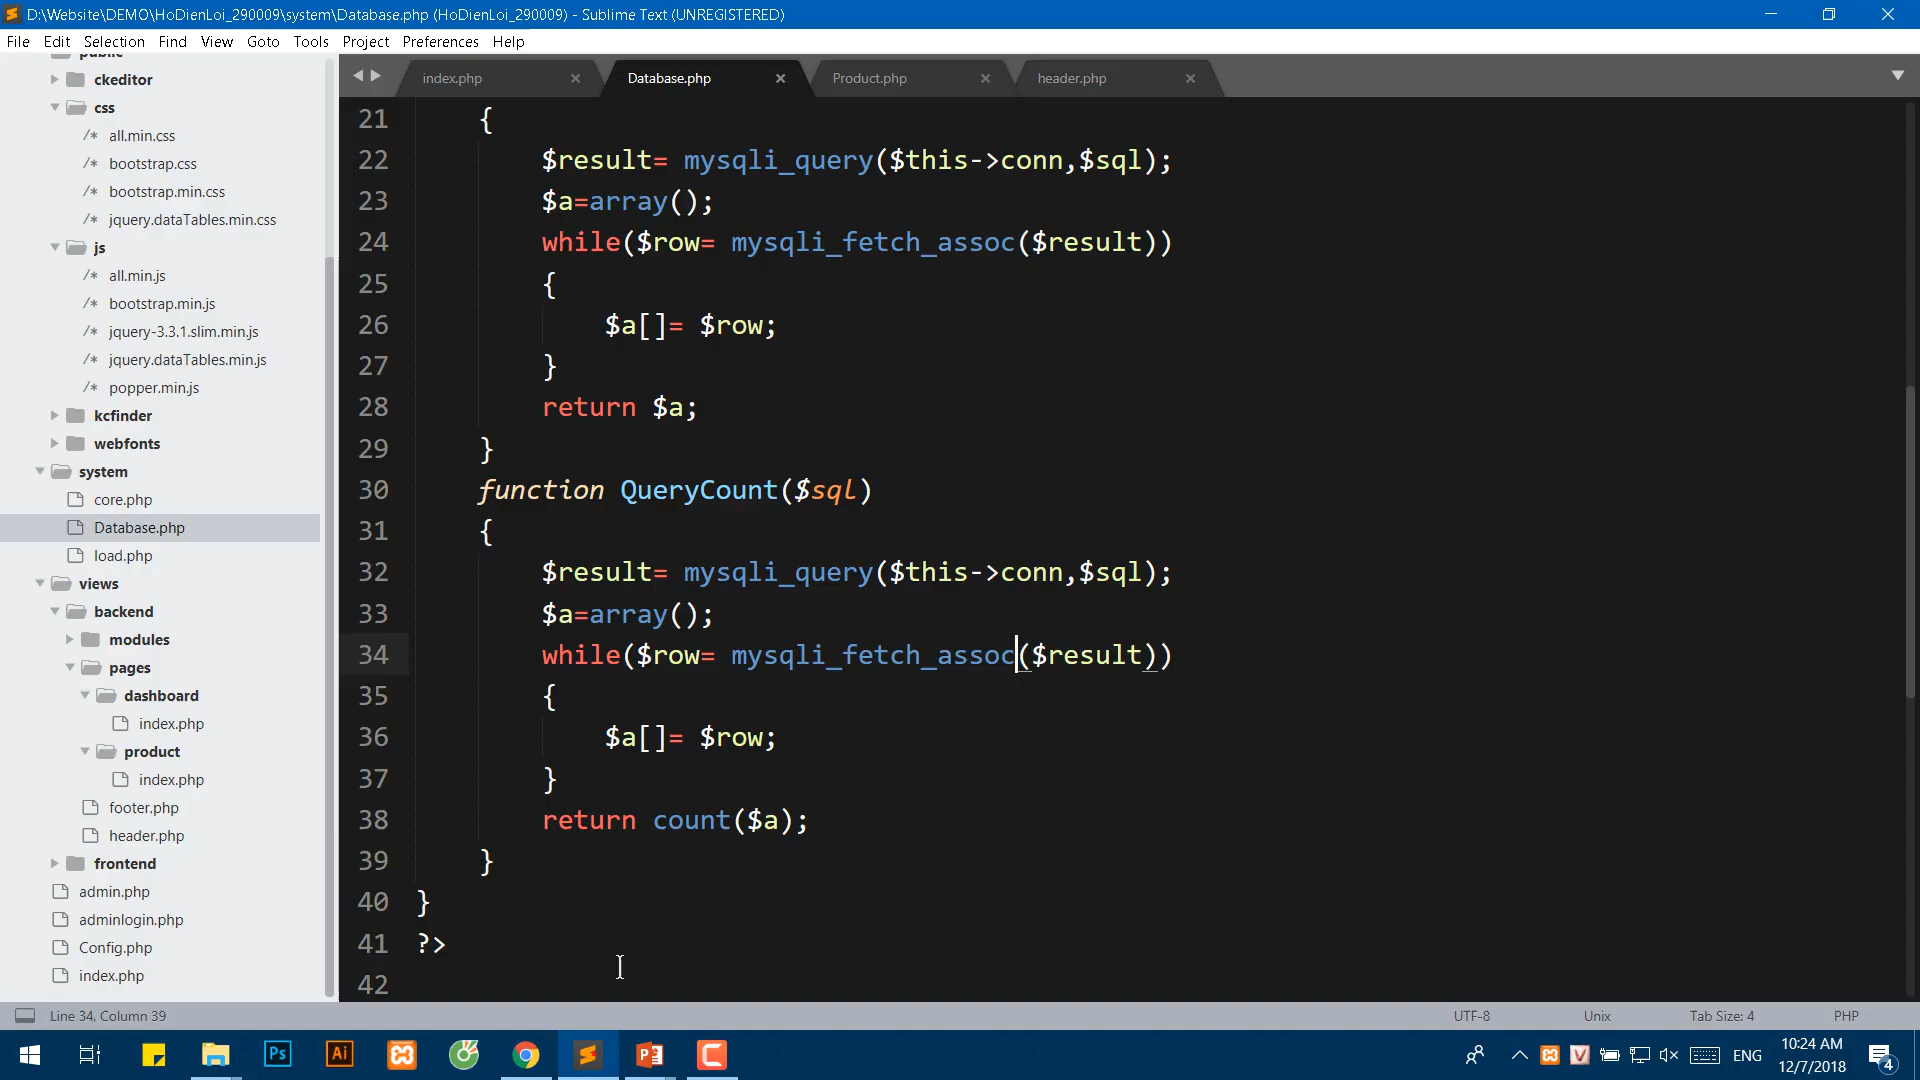 D:\Website\DEMO\HoDienLoi_290009\system\Database.php (HoDienLoi_290009) - Sublime Text (UNREGISTERED)
File Edit Selection Find View Goto Tools Project Preferences Help
public
ckeditor
css
/* all.min.css
/* bootstrap.css
/* bootstrap.min.css
/* jquery.dataTables.min.css
js
/* all.min.js
/* bootstrap.min.js
/* jquery-3.3.1.slim.min.js
/* jquery.dataTables.min.js
/* popper.min.js
kcfinder
webfonts
system
core.php
Database.php
load.php
views
backend
modules
pages
dashboard
index.php
product
index.php
footer.php
header.php
frontend
admin.php
adminlogin.php
Config.php
index.php
index.php Database.php Product.php header.php
21 {
22 $result= mysqli_query($this->conn,$sql);
23 $a=array();
24 while($row= mysqli_fetch_assoc($result))
25 {
26 $a[]= $row;
27 }
28 return $a;
29 }
30 function QueryCount($sql)
31 {
32 $result= mysqli_query($this->conn,$sql);
33 $a=array();
34 while($row= mysqli_fetch_assoc($result))
35 {
36 $a[]= $row;
37 }
38 return count($a);
39 }
40 }
41 ?>
42
Line 34, Column 39 UTF-8 Unix Tab Size: 4 PHP
Ps Ai ENG 10:24 AM
12/7/2018 4